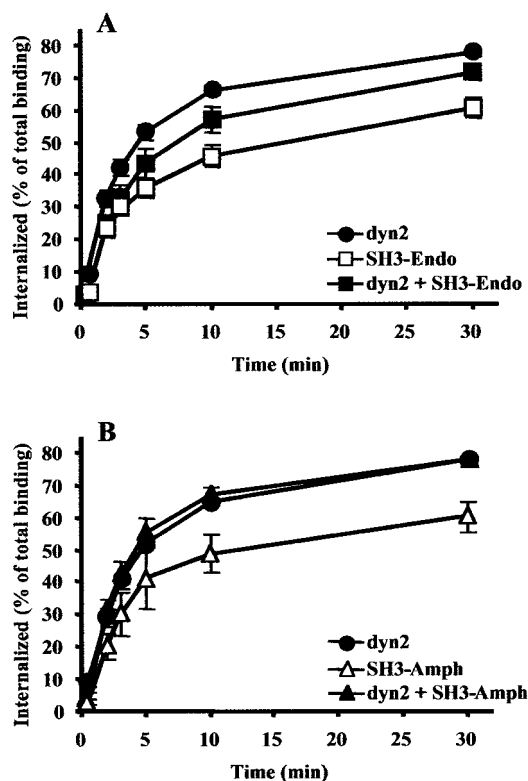 A
Internalized (% of total binding)
80
70
60
50
40
30
20
10
0
dyn2
SH3-Endo
dyn2 + SH3-Endo
0 5 10 15 20 25 30
Time (min)
B
Internalized (% of total binding)
80
70
60
50
40
30
20
10
0
dyn2
SH3-Amph
dyn2 + SH3-Amph
0 5 10 15 20 25 30
Time (min)